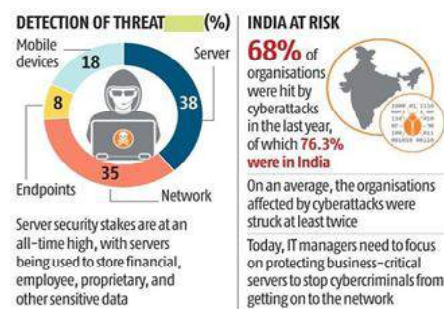 DETECTION OF THREAT (%)
Mobile
devices
18
Server
8
38
35
Endpoints
Network
Server security stakes are at an
all-time high, with servers
being used to store financial,
employee, proprietary, and
other sensitive data
INDIA AT RISK
68% of
organisations
were hit by
cyberattacks
in the last year,
of which 76.3%
were in India
On an average, the organisations
affected by cyberattacks were
struck at least twice
Today, IT managers need to focus
on protecting business-critical
servers to stop cybercriminals from
getting on to the network